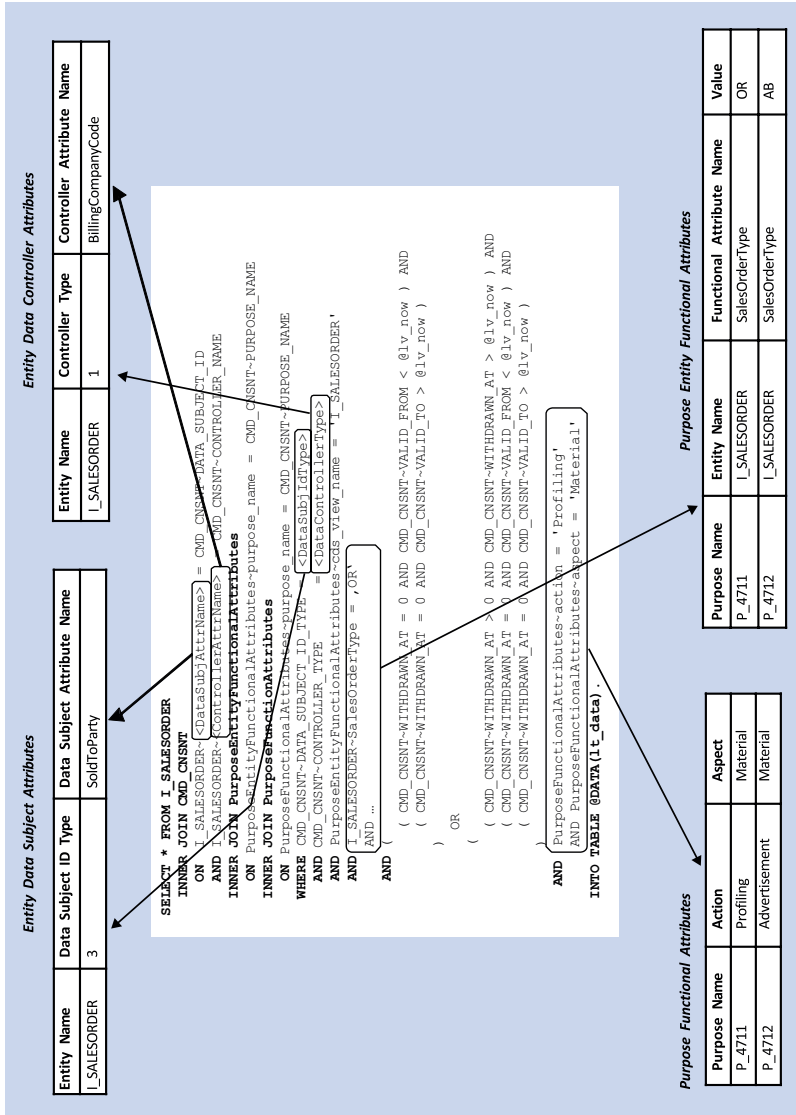 Entity Data Subject Attributes
Entity Name Data Subject ID Type Data Subject Attribute Name
I_SALESORDER 3 SoldToParty
Entity Data Controller Attributes
Entity Name Controller Type Controller Attribute Name
I_SALESORDER 1 BillingCompanyCode
SELECT * FROM I_SALESORDER
INNER JOIN CMD_CNSNT
ON I_SALESORDER~<DataSubjAttrName> = CMD_CNSNT~DATA_SUBJECT_ID
AND I_SALESORDER~<ControllerAttrName> = CMD_CNSNT~CONTROLLER_NAME
INNER JOIN PurposeEntityFunctionalAttributes
ON PurposeEntityFunctionalAttributes~purpose_name = CMD_CNSNT~PURPOSE_NAME
INNER JOIN PurposeFunctionAttributes
ON PurposeFunctionalAttributes~purpose_name = CMD_CNSNT~PURPOSE_NAME
WHERE CMD_CNSNT~DATA_SUBJECT_ID_TYPE = <DataSubjIdType>
AND CMD_CNSNT~CONTROLLER_TYPE = <DataControllerType>
AND PurposeEntityFunctionalAttributes~cds_view_name = 'I_SALESORDER'
AND I_SALESORDER~SalesOrderType = ‚OR‘
AND …
AND (
( CMD_CNSNT~WITHDRAWN_AT = 0 AND CMD_CNSNT~VALID_FROM < @lv_now ) AND
( CMD_CNSNT~WITHDRAWN_AT = 0 AND CMD_CNSNT~VALID_TO > @lv_now )
)
OR
(
( CMD_CNSNT~WITHDRAWN_AT > 0 AND CMD_CNSNT~WITHDRAWN_AT > @lv_now ) AND
( CMD_CNSNT~WITHDRAWN_AT = 0 AND CMD_CNSNT~VALID_FROM < @lv_now ) AND
( CMD_CNSNT~WITHDRAWN_AT = 0 AND CMD_CNSNT~VALID_TO > @lv_now )
)
AND PurposeFunctionalAttributes~action = 'Profiling'
AND PurposeFunctionalAttributes~aspect = 'Material'
INTO TABLE @DATA(lt_data).
Purpose Functional Attributes
Purpose Name Action Aspect
P_4711 Profiling Material
P_4712 Advertisement Material
Purpose Entity Functional Attributes
Purpose Name Entity Name Functional Attribute Name Value
P_4711 I_SALESORDER SalesOrderType OR
P_4712 I_SALESORDER SalesOrderType AB